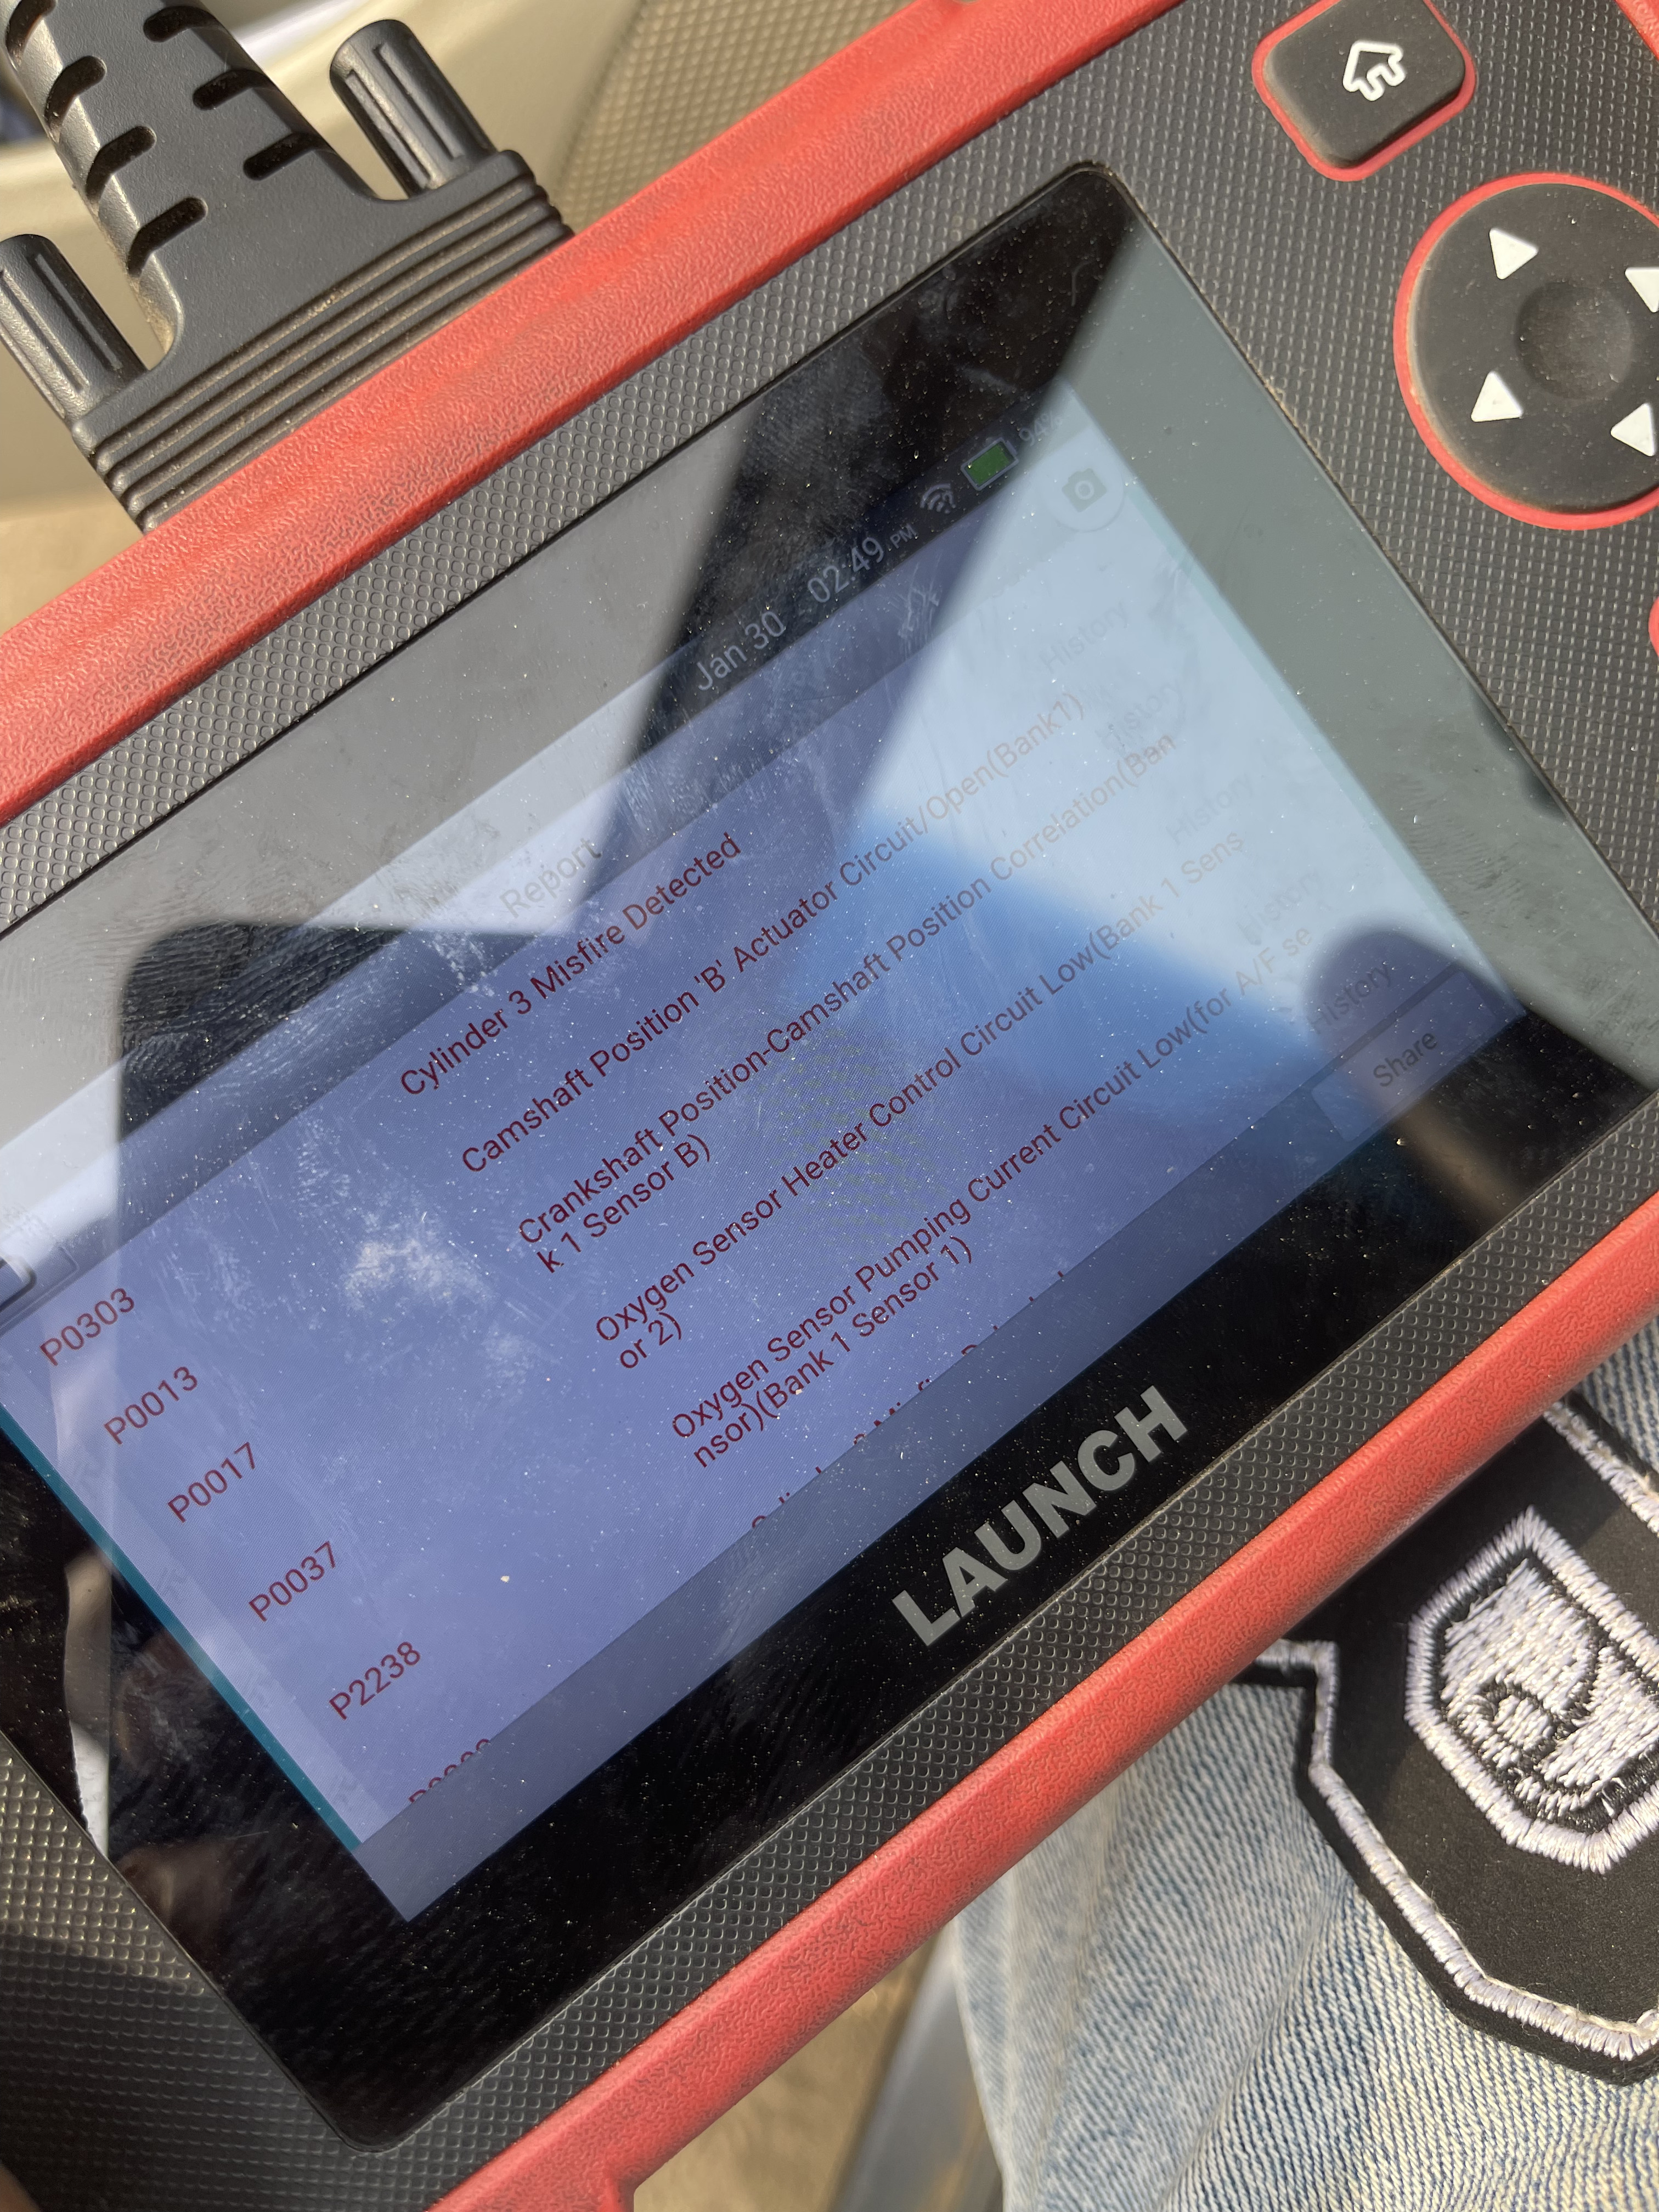 Jan 30 02:49 PM
Report
P0303 Cylinder 3 Misfire Detected History
P0013 Camshaft Position 'B' Actuator Circuit/Open(Bank1) History
P0017 Crankshaft Position-Camshaft Position Correlation(Ban
k 1 Sensor B) History
P0037 Oxygen Sensor Heater Control Circuit Low(Bank 1 Sens
or 2) History
P2238 Oxygen Sensor Pumping Current Circuit Low(for A/F se
nsor)(Bank 1 Sensor 1) History
Share
LAUNCH